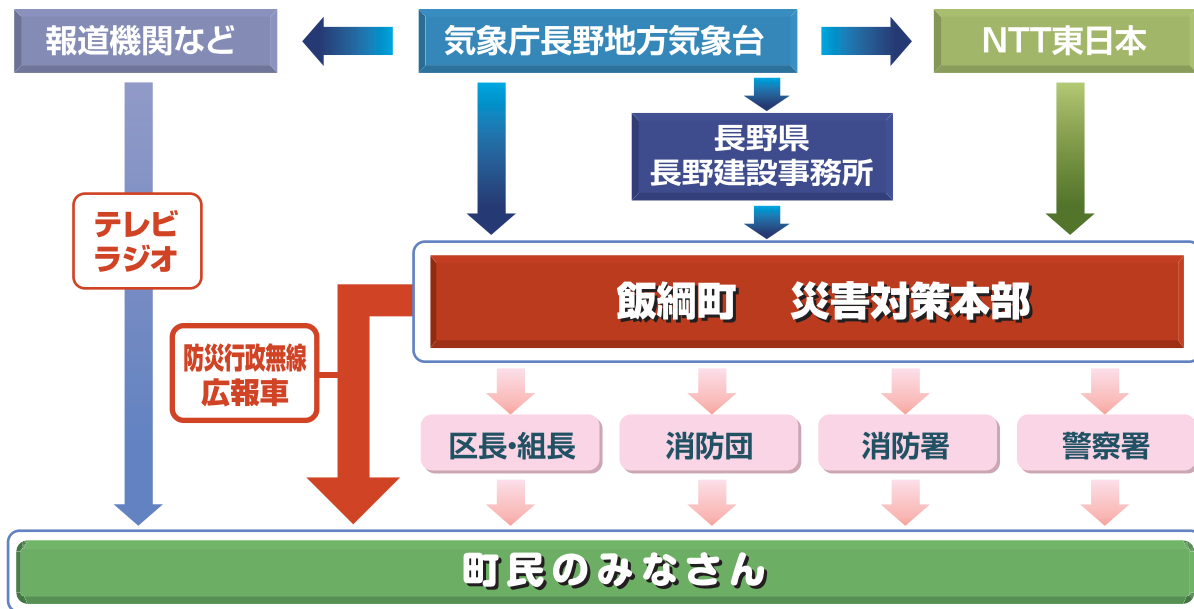 報道機関など
気象庁長野地方気象台
NTT東日本
長野県
長野建設事務所
テレビ
ラジオ
飯綱町 災害対策本部
防災行政無線
広報車
区長・組長
消防団
消防署
警察署
町民のみなさん